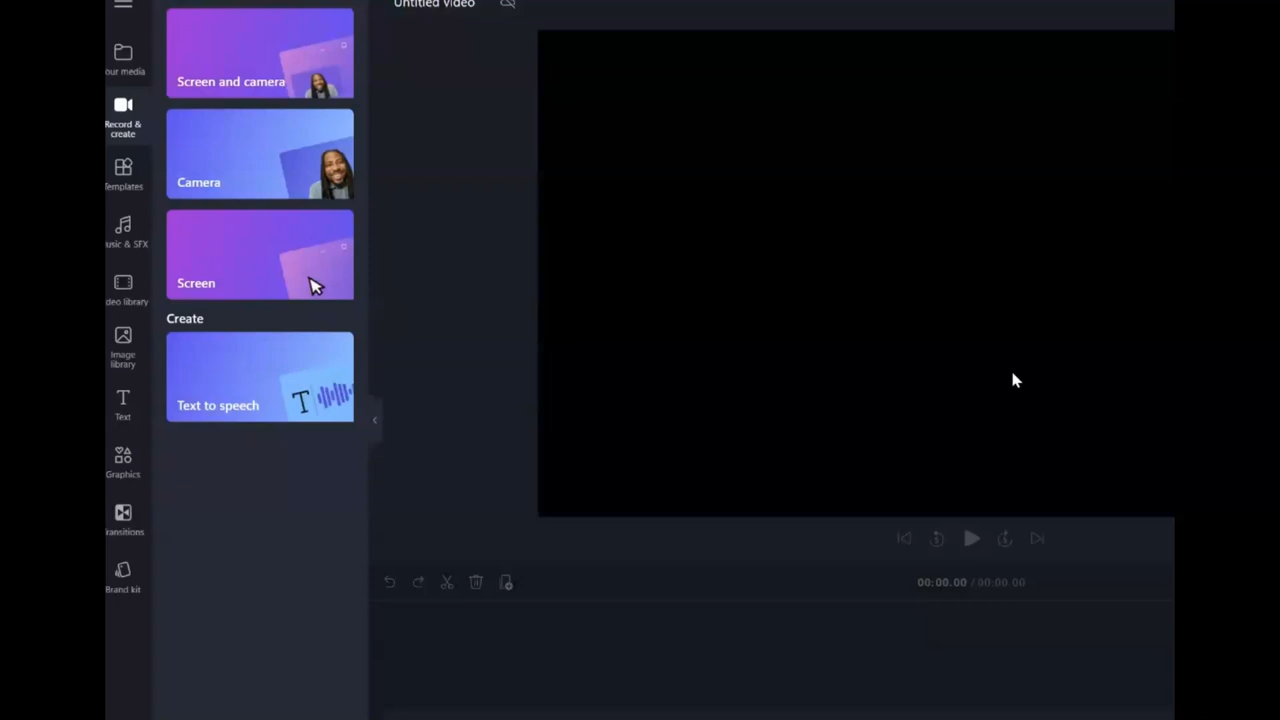 Untitled video
Screen and camera
Camera
Screen
Create
Text to speech
our media
Record &
create
Templates
usic & SFX
deo library
Image
library
Text
Graphics
ransitions
Brand kit
00:00.00 / 00:00.00